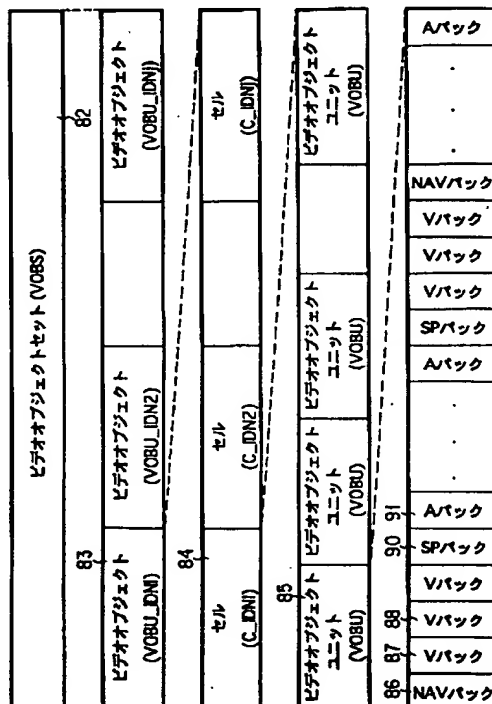 ビデオオブジェクトセット(VOBS)
82
83
ビデオオブジェクト
(VOBU_IDN1)
ビデオオブジェクト
(VOBU_IDN2)
ビデオオブジェクト
(VOBU_IDNj)
84
セル
(C_IDN1)
セル
(C_IDN2)
セル
(C_IDNj)
85
ビデオオブジェクト
ユニット
(VOBU)
ビデオオブジェクト
ユニット
(VOBU)
ビデオオブジェクト
ユニット
(VOBU)
ビデオオブジェクト
ユニット
(VOBU)
86
87
88
90
91
NAVパック
Vパック
Vパック
Vパック
SPパック
Aパック
Aパック
SPパック
Vパック
Vパック
Vパック
NAVパック
Aパック